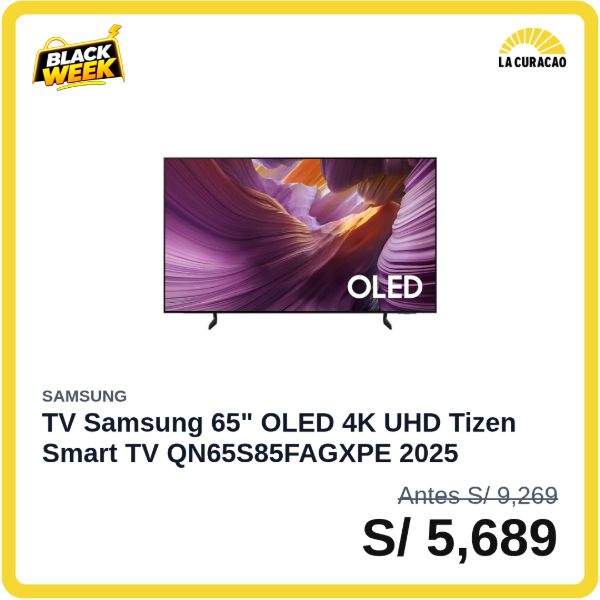 BLACK
WEEK
LA CURACAO
OLED
SAMSUNG
TV Samsung 65" OLED 4K UHD Tizen
Smart TV QN65S85FAGXPE 2025
Antes S/ 9,269
S/ 5,689